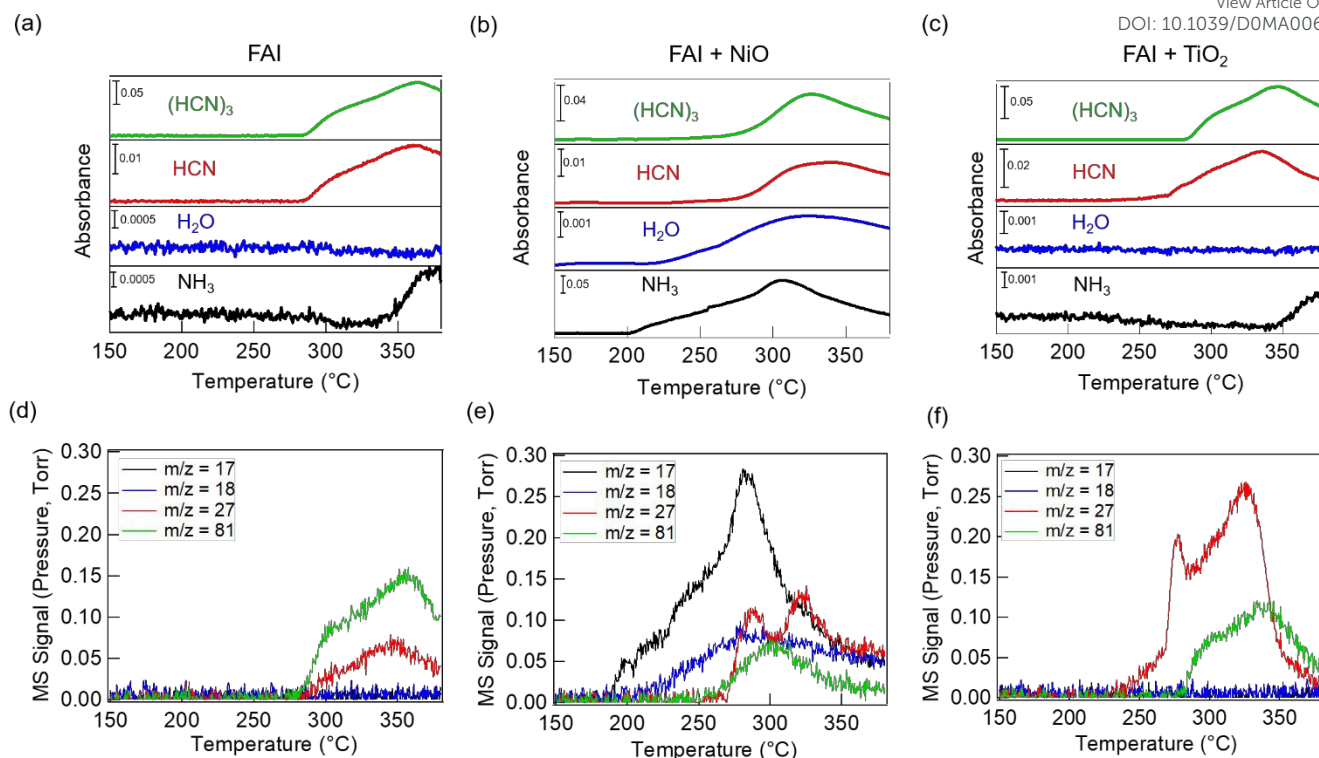 View Article O
DOI: 10.1039/D0MA006
(a)
FAI
0.05
(HCN)₃
0.01
HCN
0.0005
H₂O
0.0005
NH₃
Absorbance
150 200 250 300 350
Temperature (°C)
(b)
FAI + NiO
0.04
(HCN)₃
0.01
HCN
0.001
H₂O
0.05
NH₃
Absorbance
150 200 250 300 350
Temperature (°C)
(c)
FAI + TiO₂
0.05
(HCN)₃
0.02
HCN
0.001
H₂O
0.001
NH₃
Absorbance
150 200 250 300 350
Temperature (°C)
(d)
MS Signal (Pressure, Torr)
0.30
0.25
0.20
0.15
0.10
0.05
0.00
m/z = 17
m/z = 18
m/z = 27
m/z = 81
150 200 250 300 350
Temperature (°C)
(e)
MS Signal (Pressure, Torr)
0.30
0.25
0.20
0.15
0.10
0.05
0.00
m/z = 17
m/z = 18
m/z = 27
m/z = 81
150 200 250 300 350
Temperature (°C)
(f)
MS Signal (Pressure, Torr)
0.30
0.25
0.20
0.15
0.10
0.05
0.00
m/z = 17
m/z = 18
m/z = 27
m/z = 81
150 200 250 300 350
Temperature (°C)